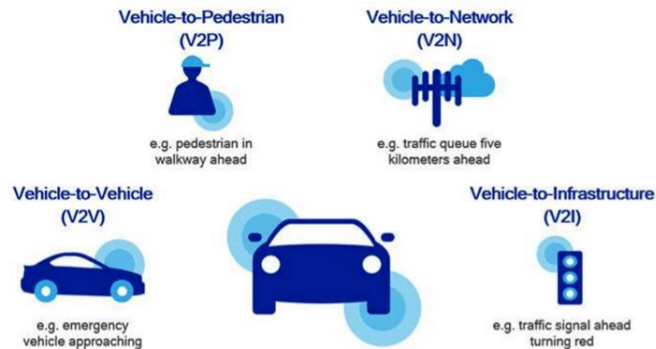 Vehicle-to-Pedestrian
(V2P)
e.g. pedestrian in
walkway ahead
Vehicle-to-Network
(V2N)
e.g. traffic queue five
kilometers ahead
Vehicle-to-Vehicle
(V2V)
e.g. emergency
vehicle approaching
Vehicle-to-Infrastructure
(V2I)
e.g. traffic signal ahead
turning red